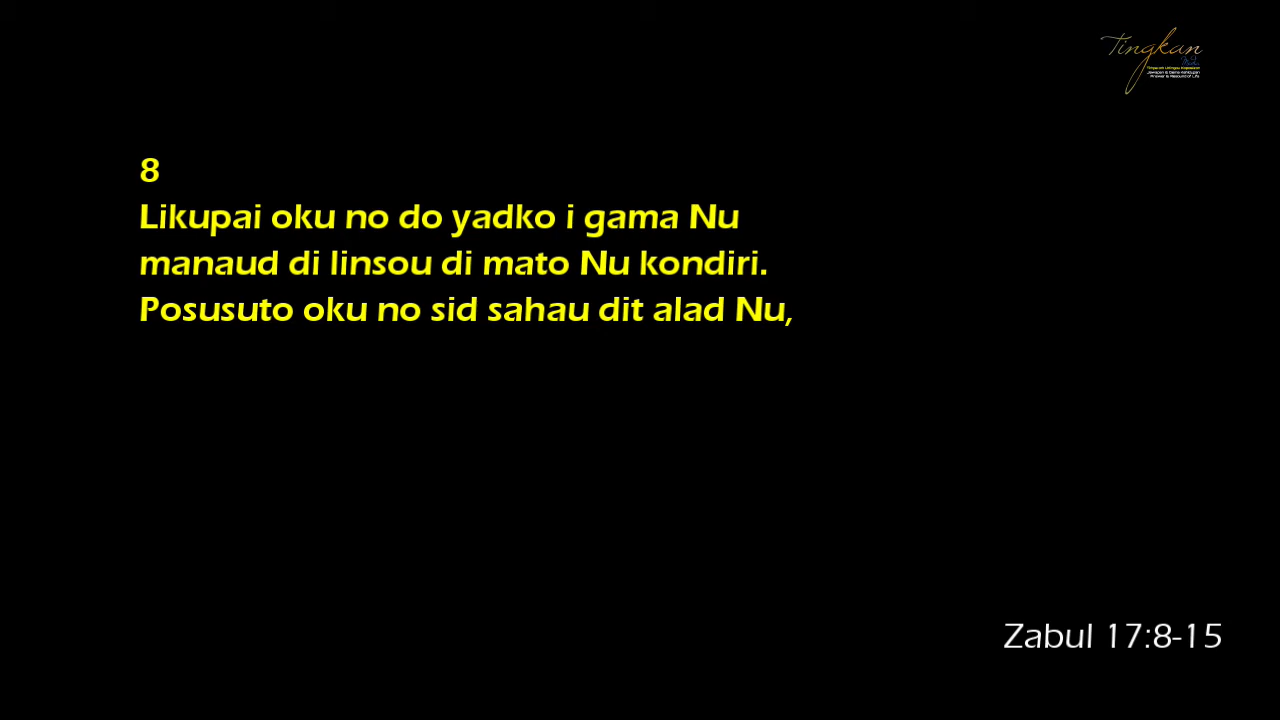 Tingkan
8
Likupai oku no do yadko i gama Nu
manaud di linsou di mato Nu kondiri.
Posusuto oku no sid sahau dit alad Nu,
Zabul 17:8-15